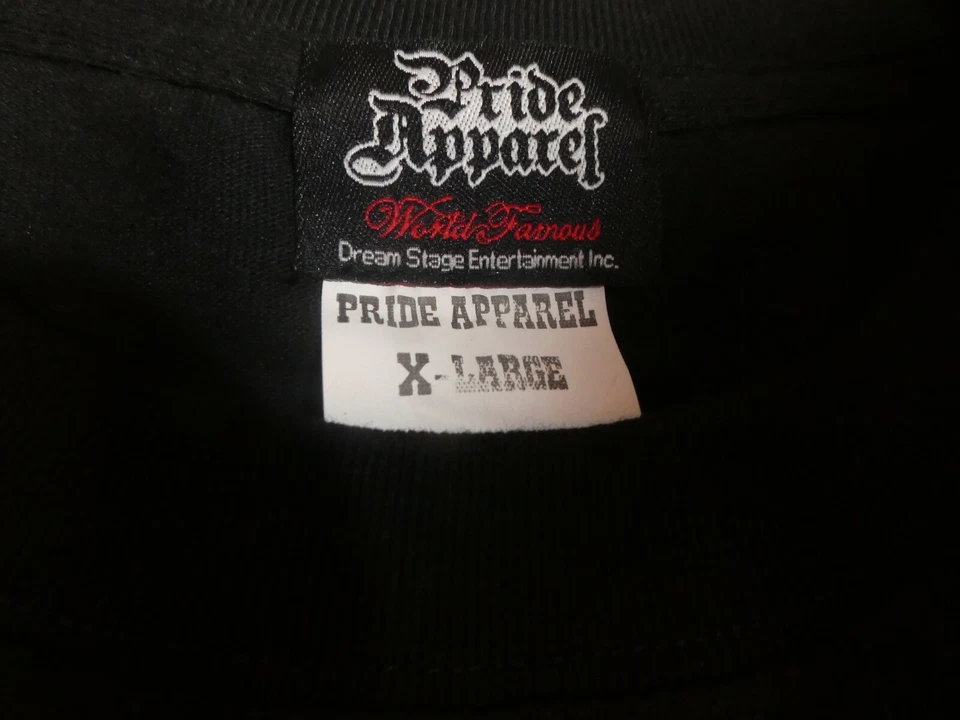 Pride
Apparel
World Famous
Dream Stage Entertainment Inc.
PRIDE APPAREL
X-LARGE